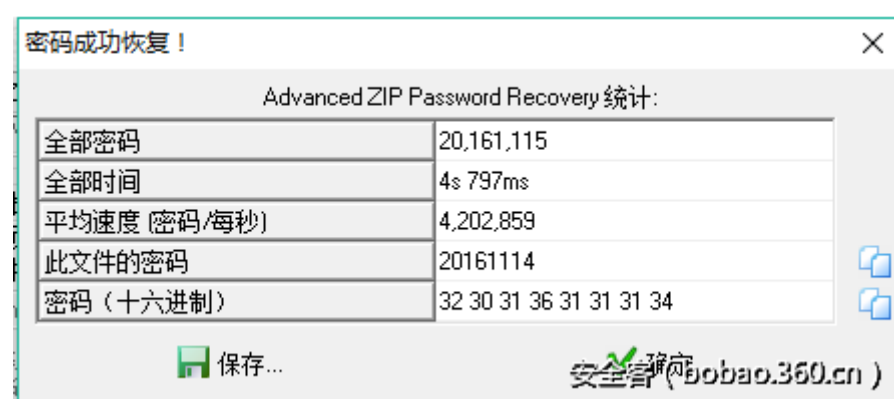 密码成功恢复！
Advanced ZIP Password Recovery 统计:
全部密码 20,161,115
全部时间 4s 797ms
平均速度 (密码/每秒) 4,202,859
此文件的密码 20161114
密码（十六进制） 32 30 31 36 31 31 31 34
保存... 确定
安全客（bobao.360.cn）